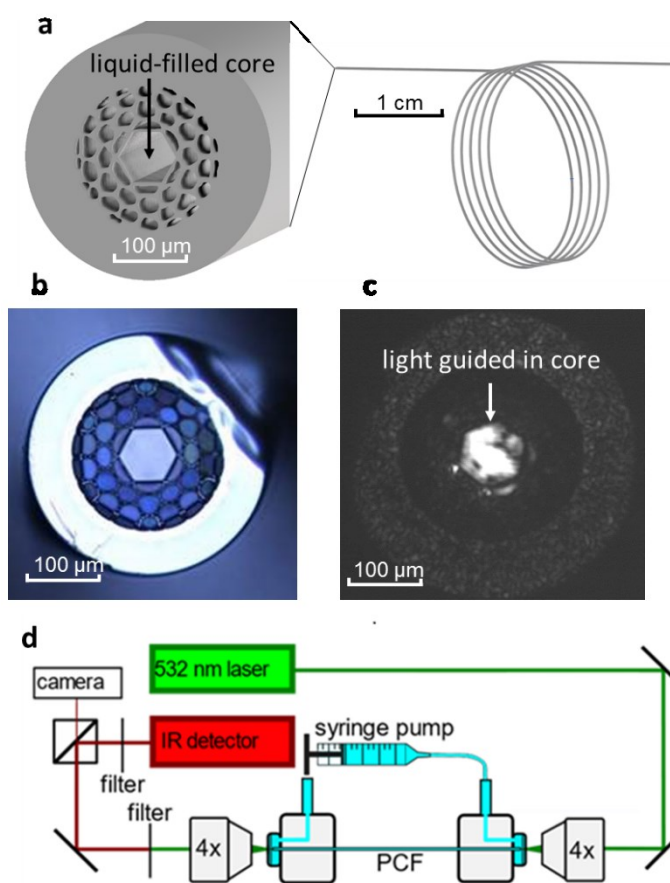 a
liquid-filled core
1 cm
100 µm
b
c
light guided in core
100 µm
100 µm
d
532 nm laser
camera
IR detector
syringe pump
filter
filter
4x
PCF
4x